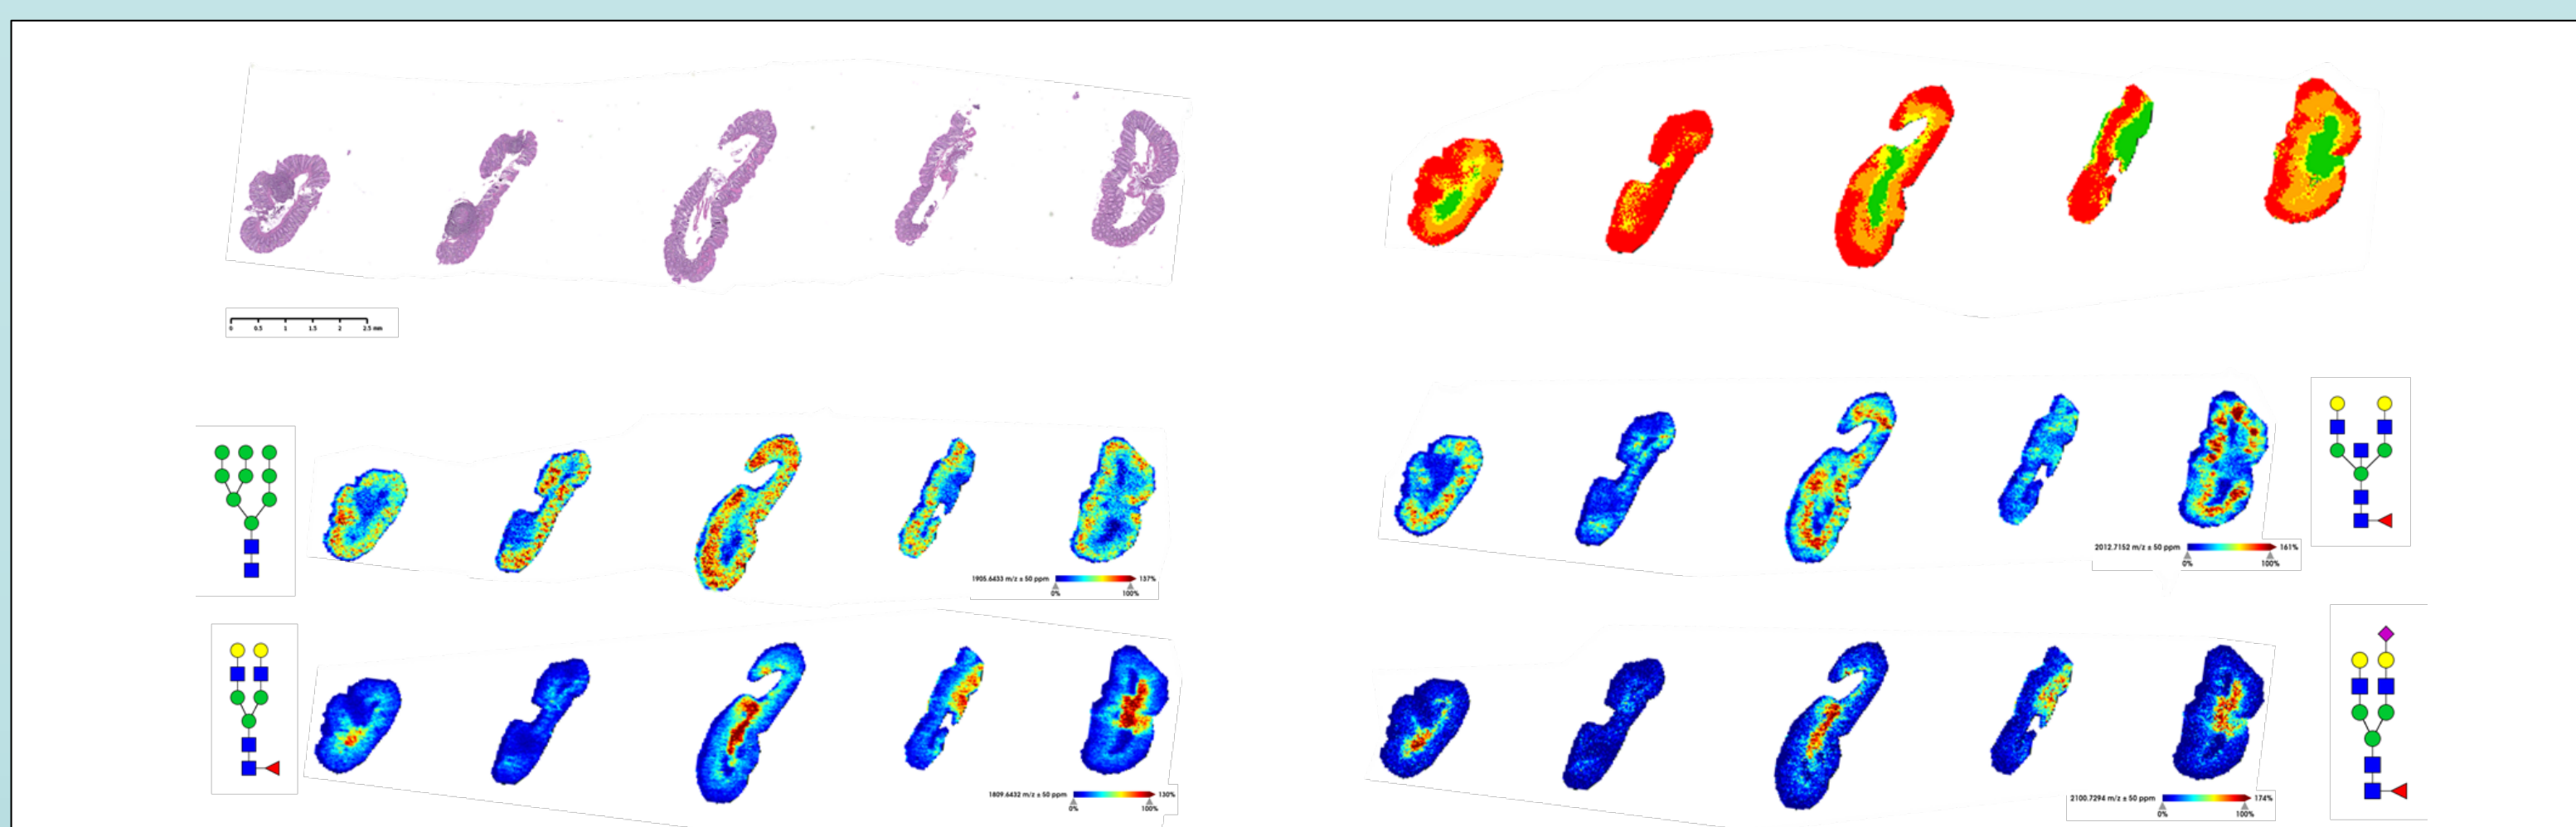 0 0.5 1 1.5 2 2.5 mm
1905.6433 m/z ± 50 ppm 137%
0% 100%
2012.7152 m/z ± 50 ppm 161%
0% 100%
1809.6432 m/z ± 50 ppm 130%
0% 100%
2100.7294 m/z ± 50 ppm 174%
0% 100%